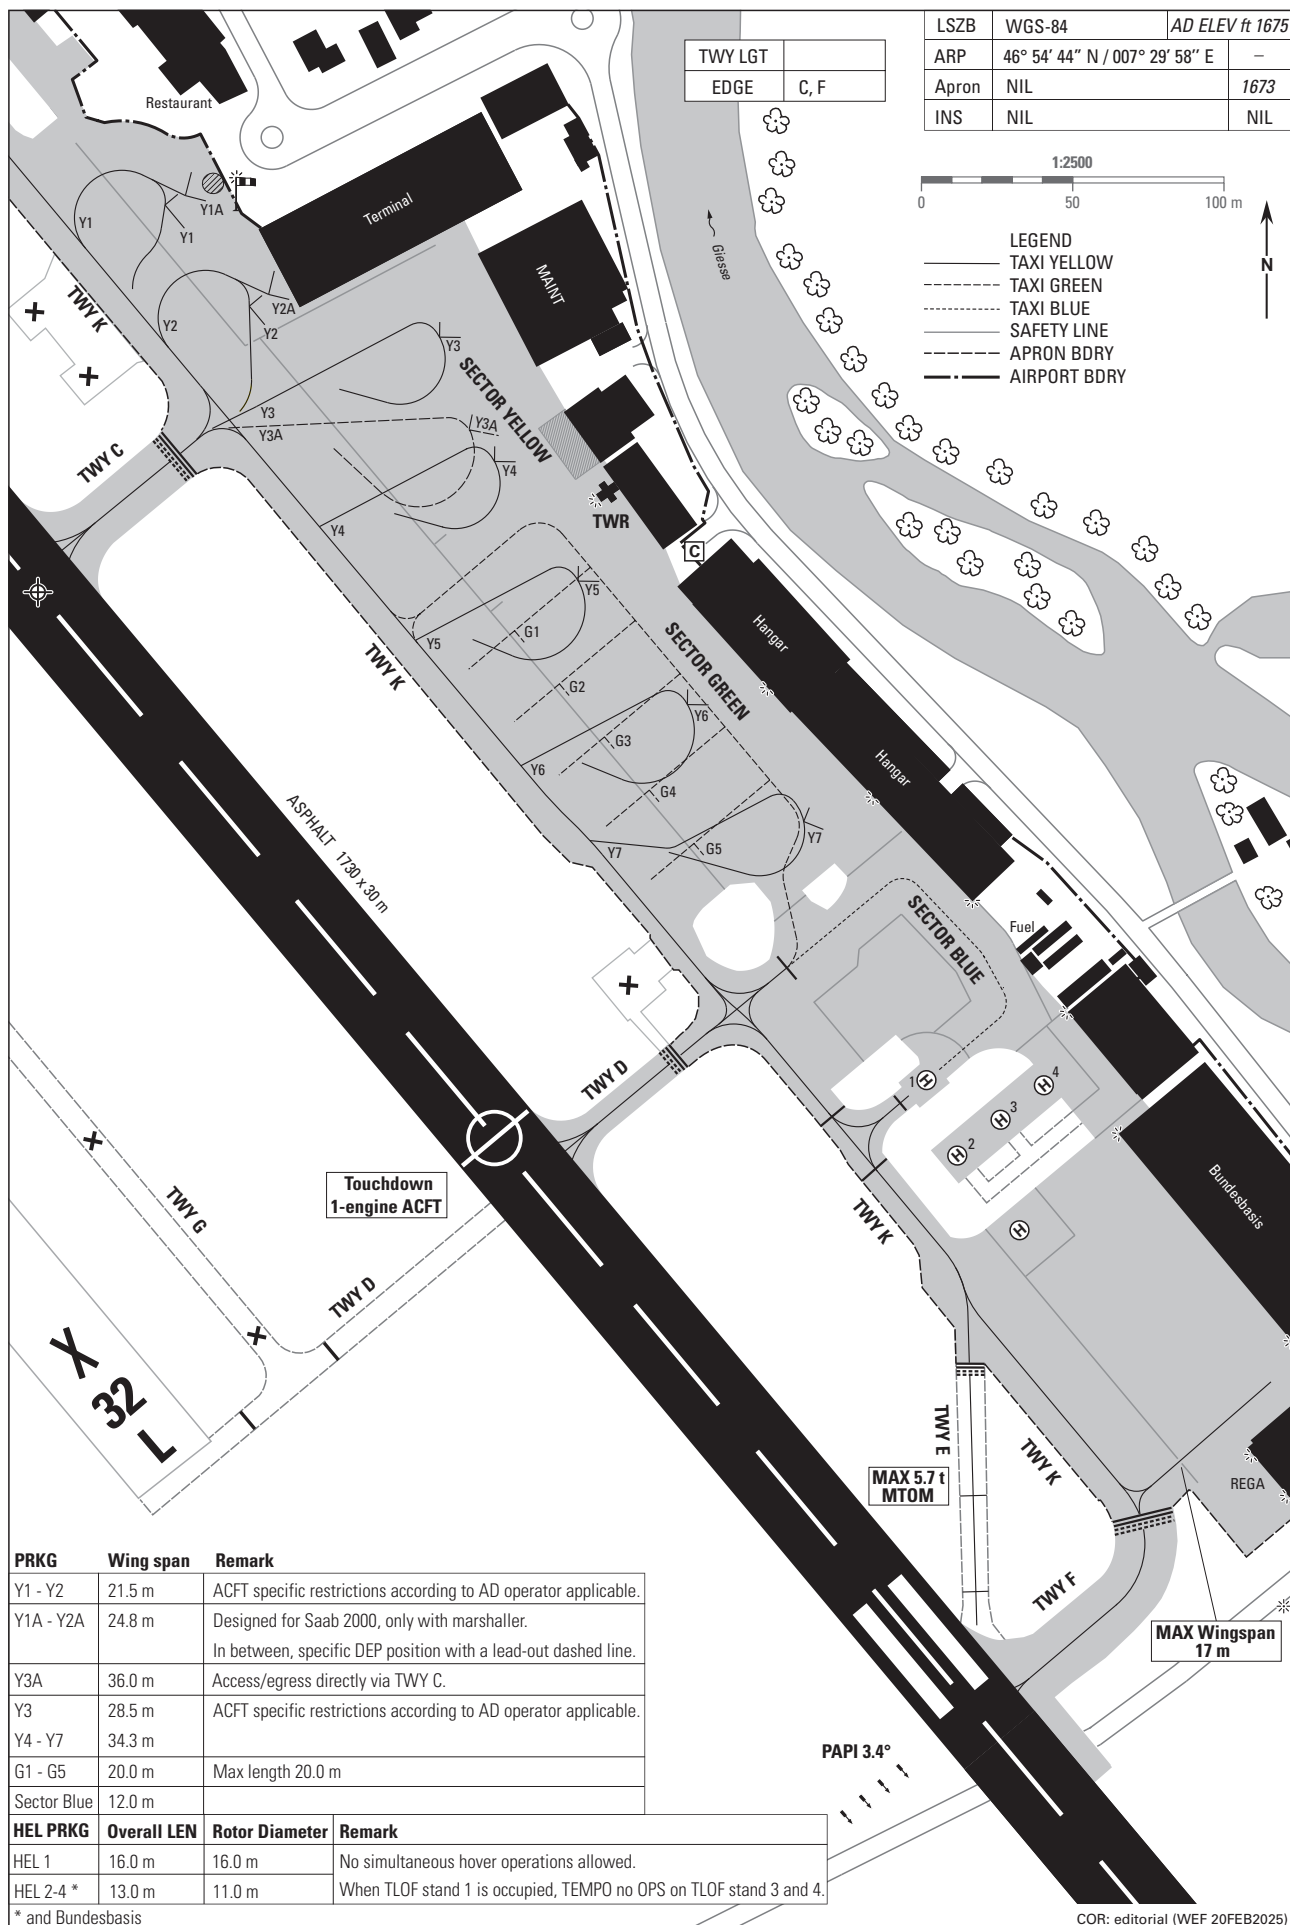 LSZB WGS-84 AD ELEV ft 1675
ARP 46° 54' 44" N / 007° 29' 58'' E –
Apron NIL 1673
INS NIL NIL
TWY LGT
EDGE C, F
1:2500
0 50 100 m
N
LEGEND
TAXI YELLOW
TAXI GREEN
TAXI BLUE
SAFETY LINE
APRON BDRY
AIRPORT BDRY
Restaurant
Terminal
MAINT
Giesse
Y1
Y1A
Y1
Y2
Y2A
Y2
TWY K
Y3
Y3
Y3A
Y3A
SECTOR YELLOW
TWY C
Y4
Y4
TWR
C
Y5
Y5
G1
G2
Hangar
SECTOR GREEN
TWY K
Y6
G3
Y6
G4
Hangar
Y7
G5
Y7
ASPHALT 1730 x 30 m
SECTOR BLUE
Fuel
TWY D
1 H
H 4
H 3
H 2
H
Touchdown
1-engine ACFT
TWY G
TWY D
TWY K
Bundesbasis
X
32
L
TWY E
TWY K
MAX 5.7 t
MTOM
REGA
TWY F
MAX Wingspan
17 m
PAPI 3.4°
PRKG Wing span Remark
Y1 - Y2 21.5 m ACFT specific restrictions according to AD operator applicable.
Y1A - Y2A 24.8 m Designed for Saab 2000, only with marshaller.
In between, specific DEP position with a lead-out dashed line.
Y3A 36.0 m Access/egress directly via TWY C.
Y3 28.5 m ACFT specific restrictions according to AD operator applicable.
Y4 - Y7 34.3 m
G1 - G5 20.0 m Max length 20.0 m
Sector Blue 12.0 m
HEL PRKG Overall LEN Rotor Diameter Remark
HEL 1 16.0 m 16.0 m No simultaneous hover operations allowed.
HEL 2-4 * 13.0 m 11.0 m When TLOF stand 1 is occupied, TEMPO no OPS on TLOF stand 3 and 4.
* and Bundesbasis
COR: editorial (WEF 20FEB2025)